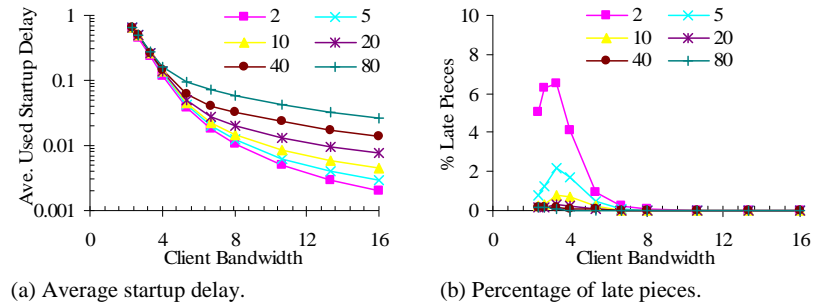 1
0.1
0.01
0.001
Ave. Used Startup Delay
2 5
10 20
40 80
0 4 8 12 16
Client Bandwidth
(a) Average startup delay.
10
8
6
4
2
0
% Late Pieces
2 5
10 20
40 80
0 4 8 12 16
Client Bandwidth
(b) Percentage of late pieces.